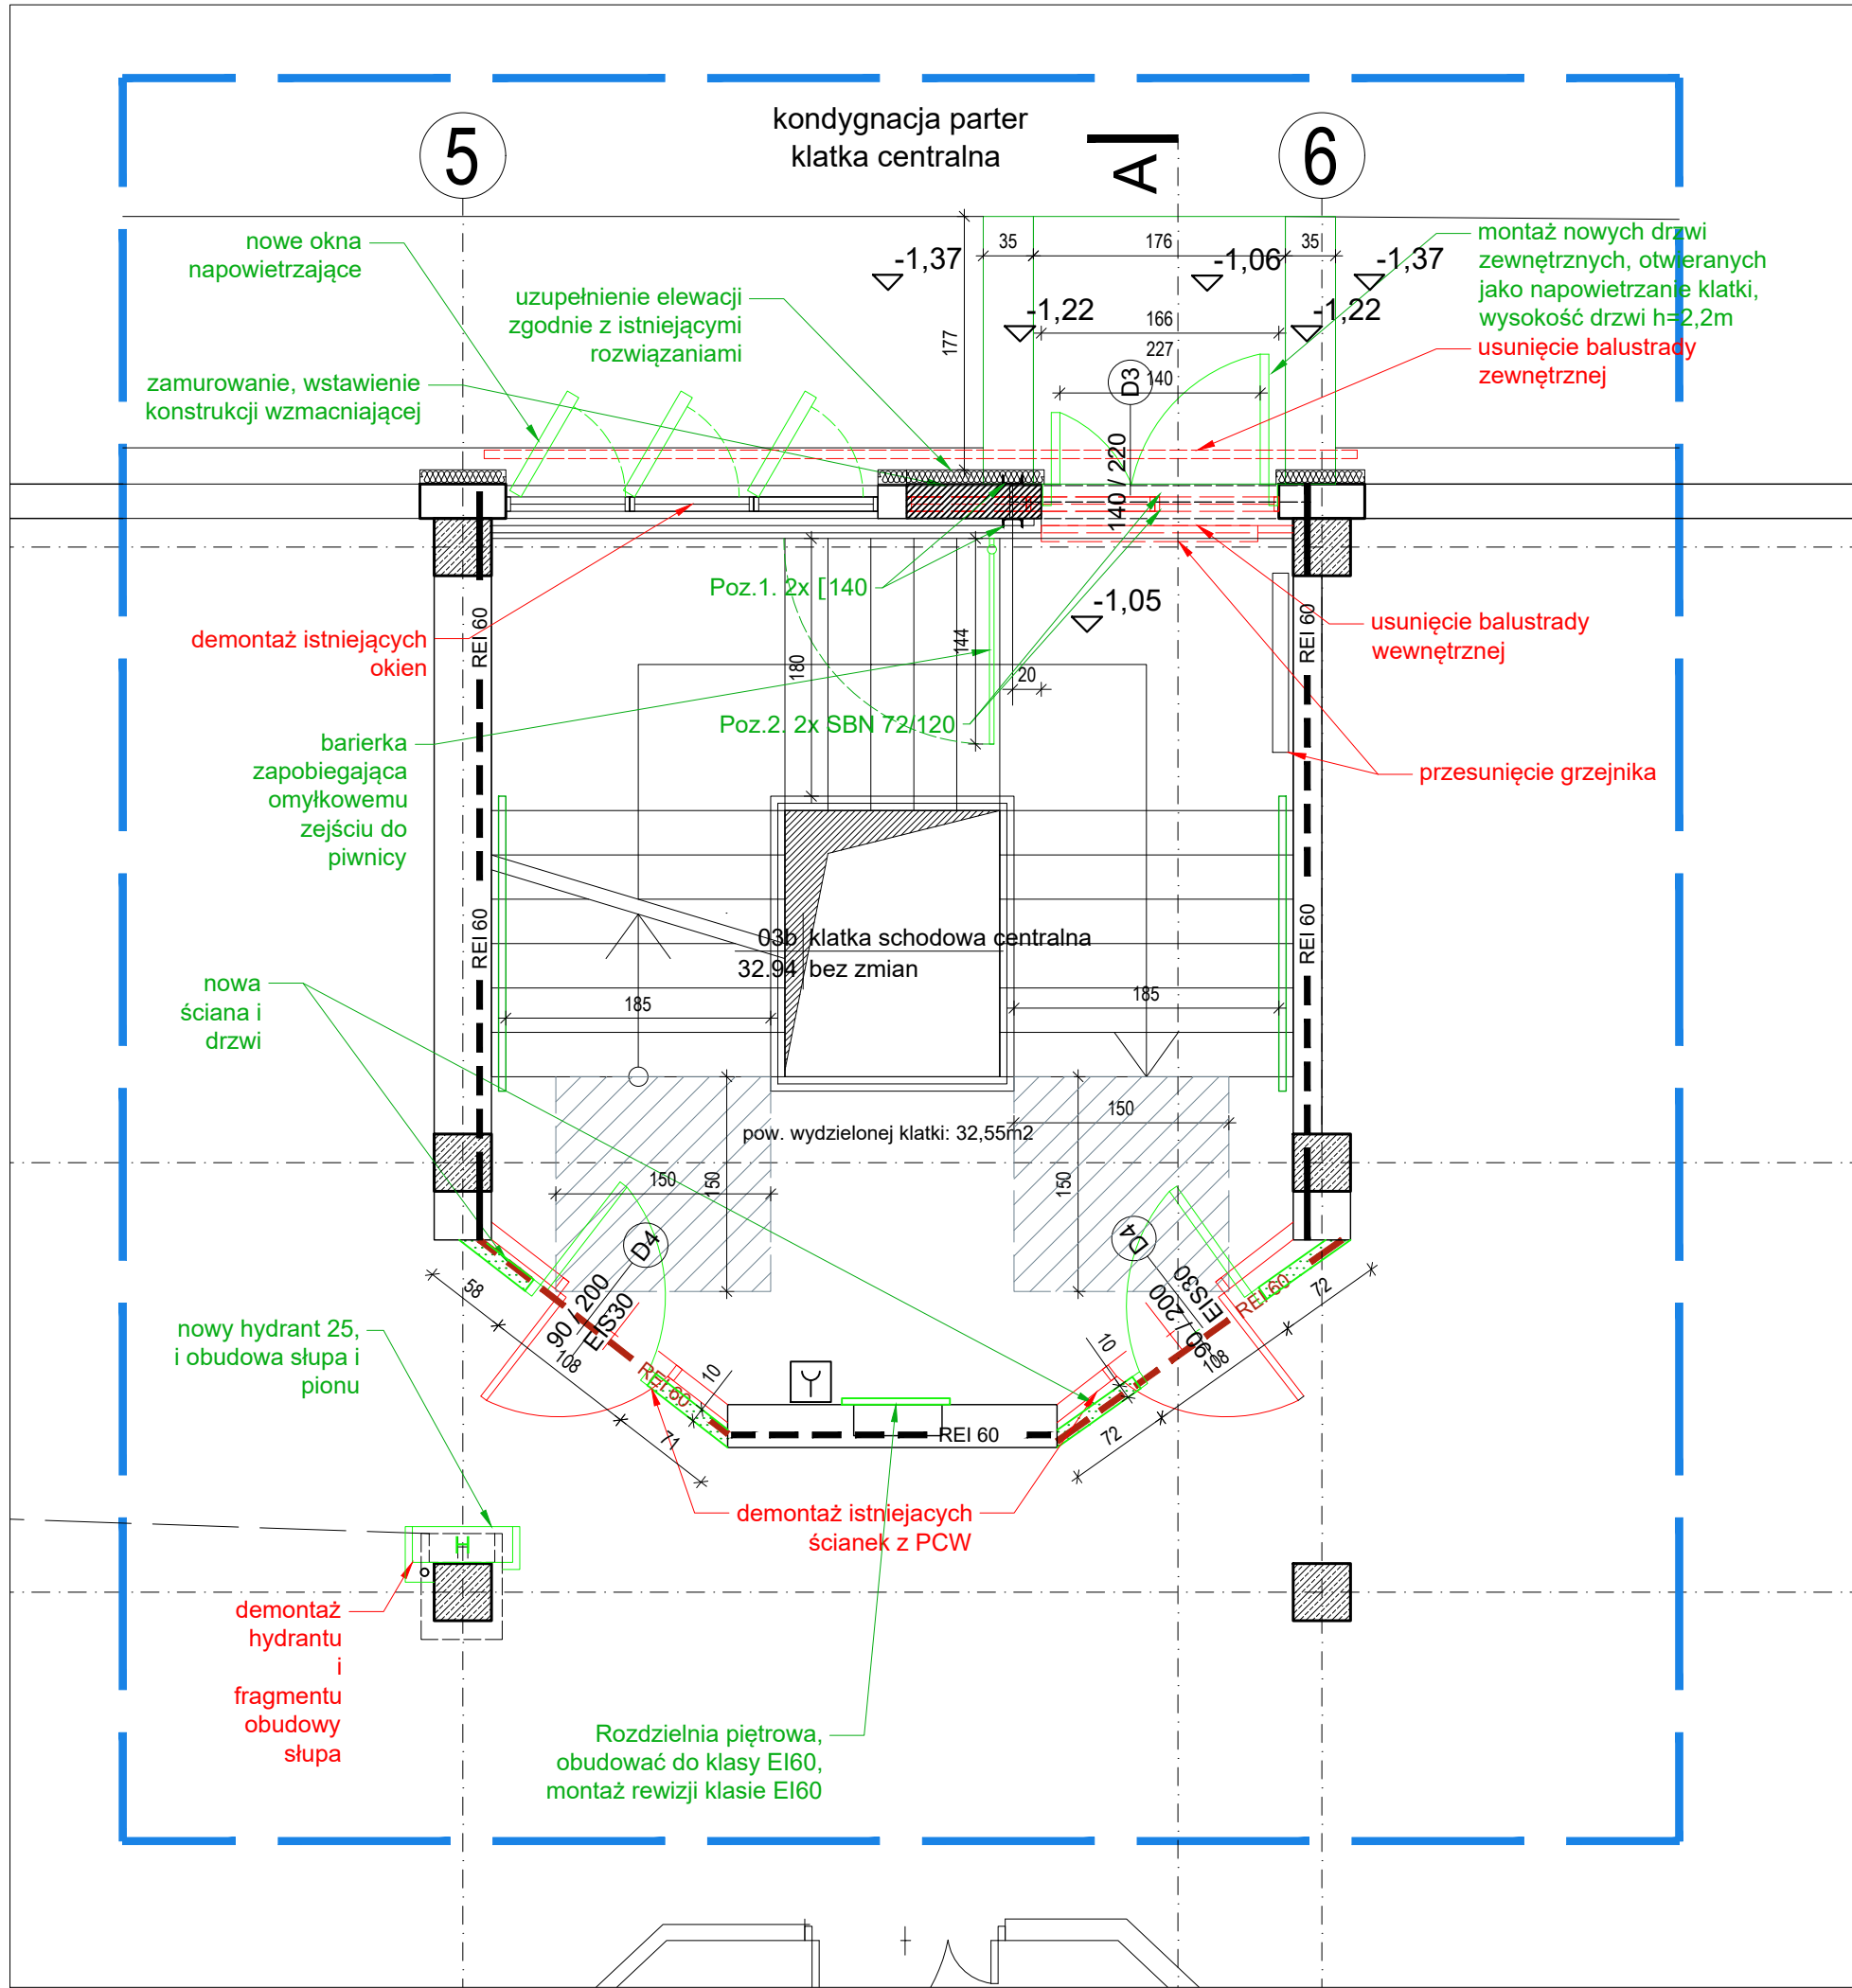 kondygnacja parter
klatka centralna
5
A
6
nowe okna
napowietrzające
uzupełnienie elewacji
zgodnie z istniejącymi
rozwiązaniami
zamurowanie, wstawienie
konstrukcji wzmacniającej
montaż nowych drzwi
zewnętrznych, otwieranych
jako napowietrzanie klatki,
wysokość drzwi h=2,2m
usunięcie balustrady
zewnętrznej
35
176
35
-1,37
-1,06
-1,37
-1,22
-1,22
177
166
227
140
D3
140 / 220
Poz.1. 2x [140
-1,05
demontaż istniejących
okien
REI 60
REI 60
usunięcie balustrady
wewnętrznej
180
144
20
Poz.2. 2x SBN 72/120
przesunięcie grzejnika
barierka
zapobiegająca
omyłkowemu
zejściu do
piwnicy
REI 60
REI 60
03b klatka schodowa centralna
32.94 bez zmian
185
185
nowa
ściana i
drzwi
150
pow. wydzielonej klatki: 32,55m2
150
150
150
D4
D4
58
90 / 200
EIS30
108
REI 60
10
71
nowy hydrant 25,
i obudowa słupa i
pionu
90 / 200
EIS30
REI 60
72
108
10
72
REI 60
demontaż istniejacych
ścianek z PCW
H
demontaż
hydrantu
i
fragmentu
obudowy
słupa
Rozdzielnia piętrowa,
obudować do klasy EI60,
montaż rewizji klasie EI60